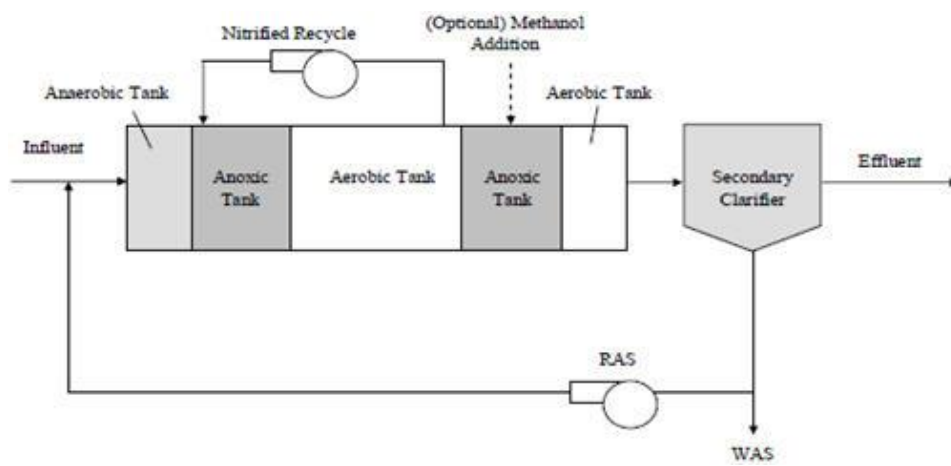 (Optional) Methanol
Addition
Nitrified Recycle
Anaerobic Tank
Aerobic Tank
Influent
Anoxic
Tank
Aerobic Tank
Anoxic
Tank
Secondary
Clarifier
Effluent
RAS
WAS